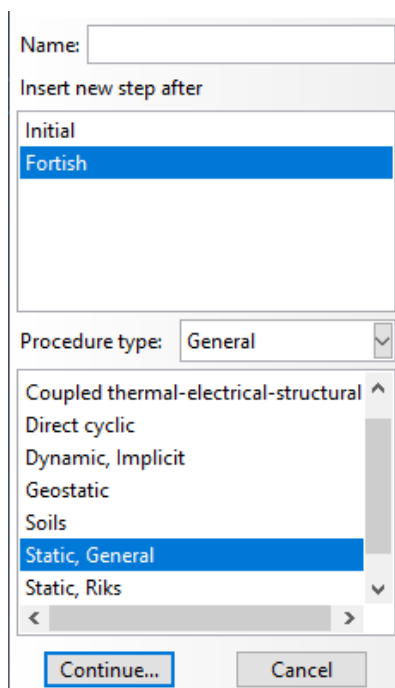 Name:
Insert new step after
Initial
Fortish
Procedure type: General
Coupled thermal-electrical-structural
Direct cyclic
Dynamic, Implicit
Geostatic
Soils
Static, General
Static, Riks
Continue... Cancel